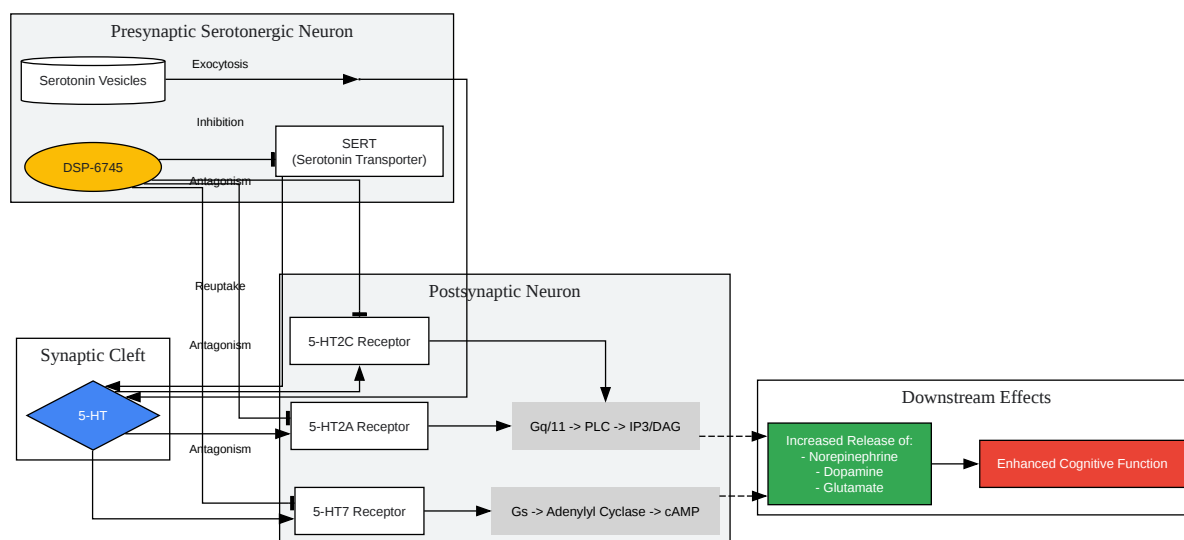 Presynaptic Serotonergic Neuron
Serotonin Vesicles
Exocytosis
Inhibition
SERT
(Serotonin Transporter)
DSP-6745
Antagonism
Reuptake
Postsynaptic Neuron
Synaptic Cleft
Antagonism
5-HT2C Receptor
5-HT
5-HT2A Receptor
Gq/11 -> PLC -> IP3/DAG
Antagonism
5-HT7 Receptor
Gs -> Adenylyl Cyclase -> cAMP
Downstream Effects
Increased Release of:
- Norepinephrine
- Dopamine
- Glutamate
Enhanced Cognitive Function